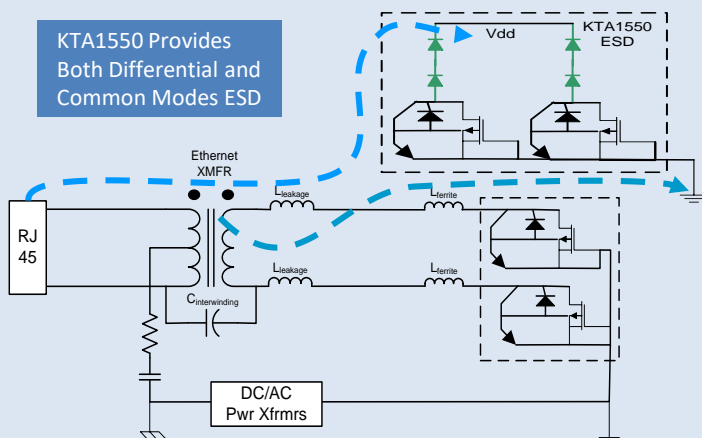 KTA1550 Provides
Both Differential and
Common Modes ESD
Vdd
KTA1550
ESD
Ethernet
XMFR
Lleakage
Lferrite
RJ
45
Lleakage
Lferrite
Cinterwinding
DC/AC
Pwr Xfrmrs